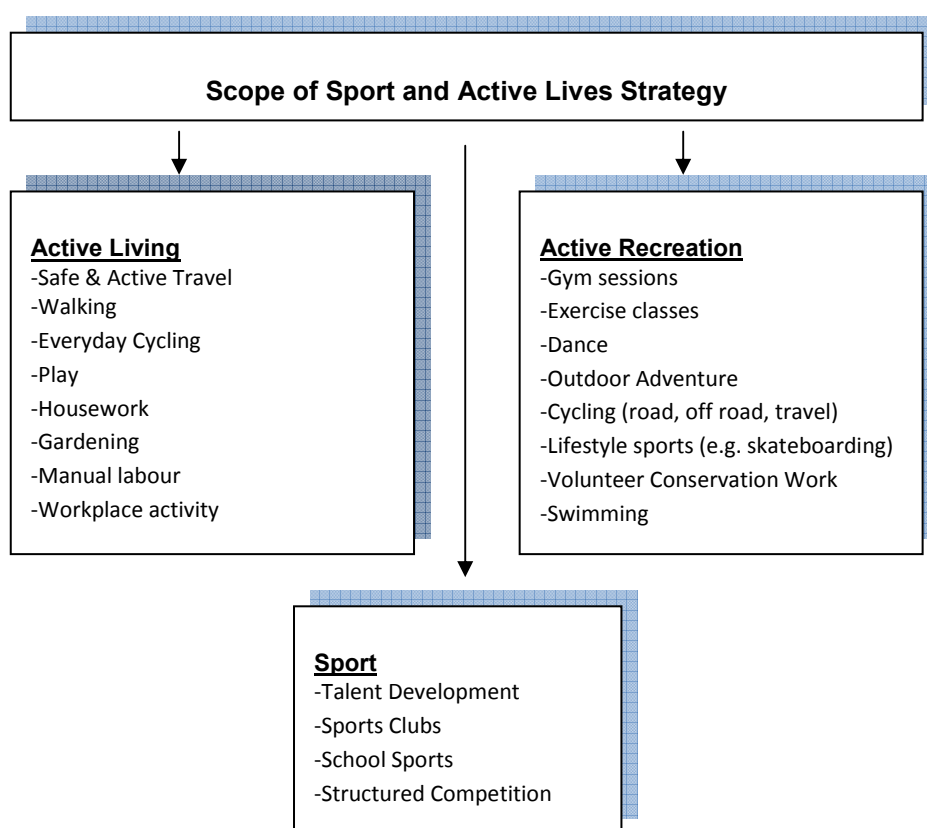 Scope of Sport and Active Lives Strategy
Active Living
-Safe & Active Travel
-Walking
-Everyday Cycling
-Play
-Housework
-Gardening
-Manual labour
-Workplace activity
Active Recreation
-Gym sessions
-Exercise classes
-Dance
-Outdoor Adventure
-Cycling (road, off road, travel)
-Lifestyle sports (e.g. skateboarding)
-Volunteer Conservation Work
-Swimming
Sport
-Talent Development
-Sports Clubs
-School Sports
-Structured Competition